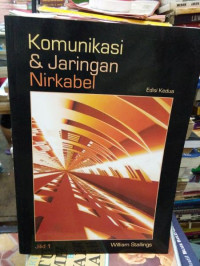 Komunikasi
& Jaringan
Nirkabel
Edisi Kedua
Jilid 1
William Stallings